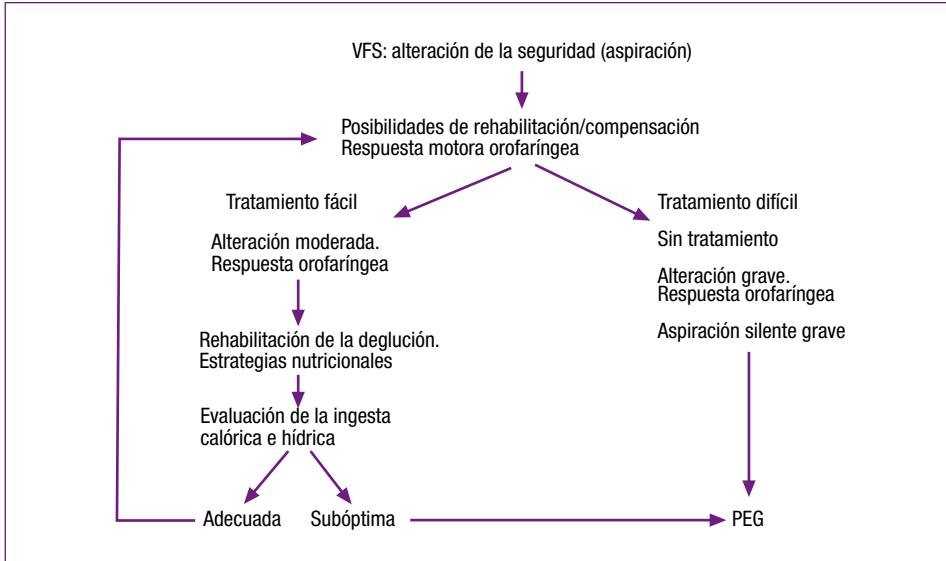 VFS: alteración de la seguridad (aspiración)
Posibilidades de rehabilitación/compensación
Respuesta motora orofaríngea
Tratamiento fácil
Alteración moderada.
Respuesta orofaríngea
Rehabilitación de la deglución.
Estrategias nutricionales
Evaluación de la ingesta
calórica e hídrica
Adecuada
Subóptima
Tratamiento difícil
Sin tratamiento
Alteración grave.
Respuesta orofaríngea
Aspiración silente grave
PEG